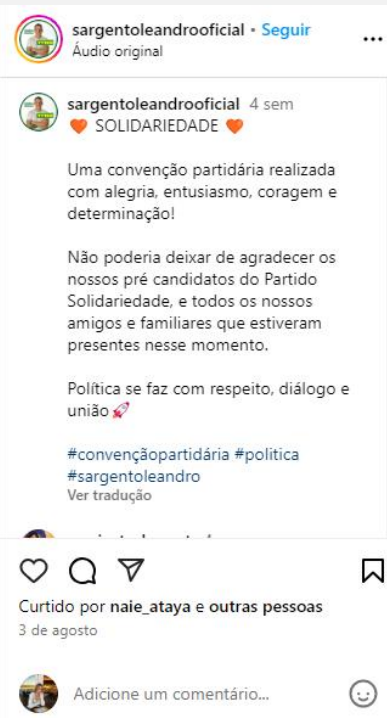 sargentoleandrooficial • Seguir
Áudio original
sargentoleandrooficial 4 sem
🧡 SOLIDARIEDADE 🧡
Uma convenção partidária realizada
com alegria, entusiasmo, coragem e
determinação!
Não poderia deixar de agradecer os
nossos pré candidatos do Partido
Solidariedade, e todos os nossos
amigos e familiares que estiveram
presentes nesse momento.
Política se faz com respeito, diálogo e
união 🚀
#convençãopartidária #politica
#sargentoleandro
Ver tradução
Curtido por naie_ataya e outras pessoas
3 de agosto
Adicione um comentário...